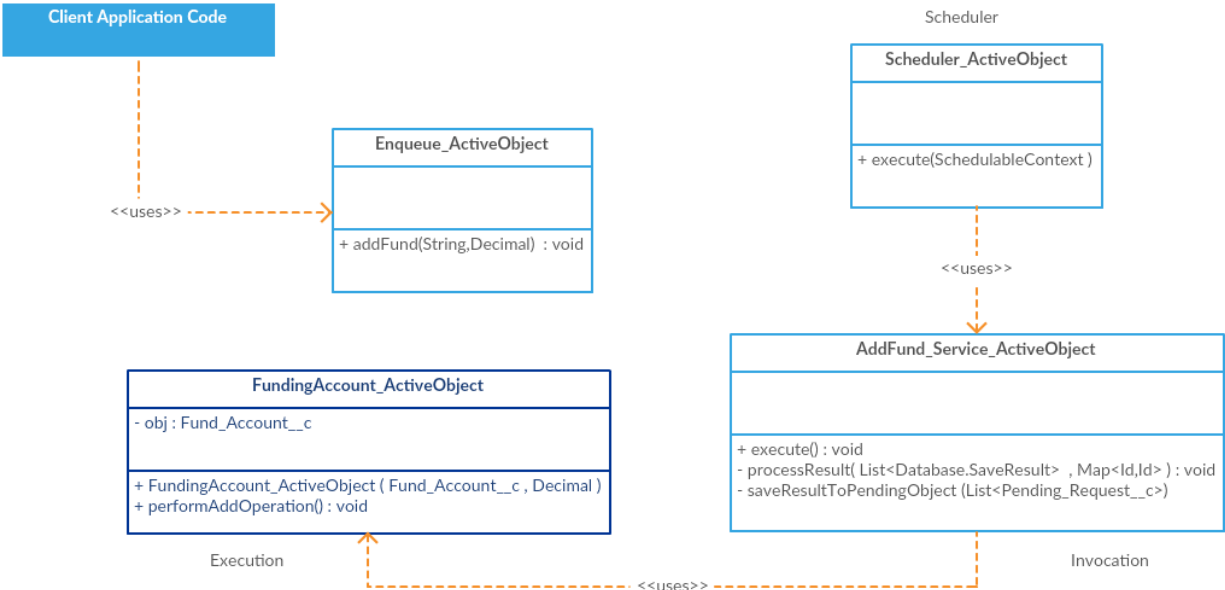 Client Application Code
Scheduler
Scheduler_ActiveObject
+ execute(SchedulableContext )
Enqueue_ActiveObject
+ addFund(String,Decimal) : void
<<uses>>
<<uses>>
AddFund_Service_ActiveObject
+ execute() : void
- processResult( List<Database.SaveResult> , Map<Id,Id> ) : void
- saveResultToPendingObject (List<Pending_Request__c>)
FundingAccount_ActiveObject
- obj : Fund_Account__c
+ FundingAccount_ActiveObject ( Fund_Account__c , Decimal )
+ performAddOperation() : void
Execution
Invocation
<<uses>>